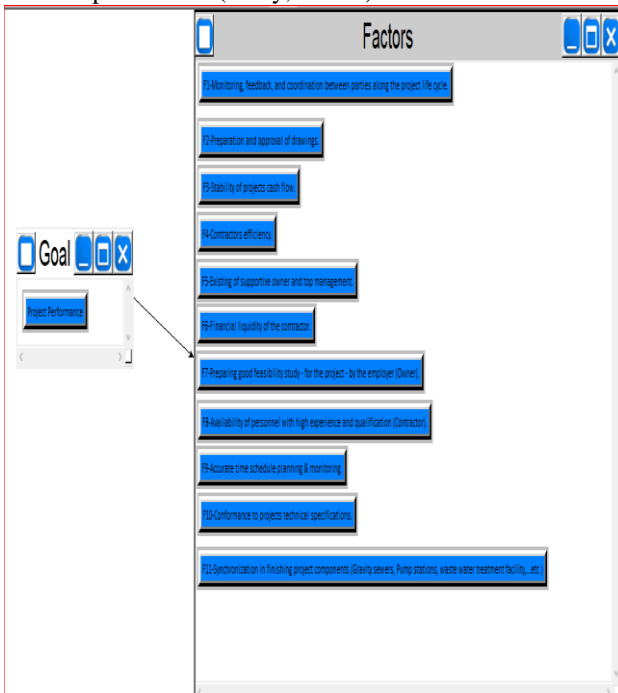 Factors
F1-Monitoring, feedback, and coordination between parties along the project life cycle.
F2-Preparation and approval of drawings.
F3-Stability of projects cash flow.
F4-Contractors efficiency.
Goal
Project Performance
F5-Existing of supportive owner and top management.
F6-Financial liquidity of the contractor.
F7-Preparing good feasibility study - for the project - by the employer (Owner).
F8-Availability of personnel with high experience and qualification (Contractor).
F9-Accurate time schedule planning & monitoring.
F10-Conformance to projects technical specifications.
F11-Synchronization in finishing project components (Gravity sewers, Pump stations, waste water treatment facility,...etc )